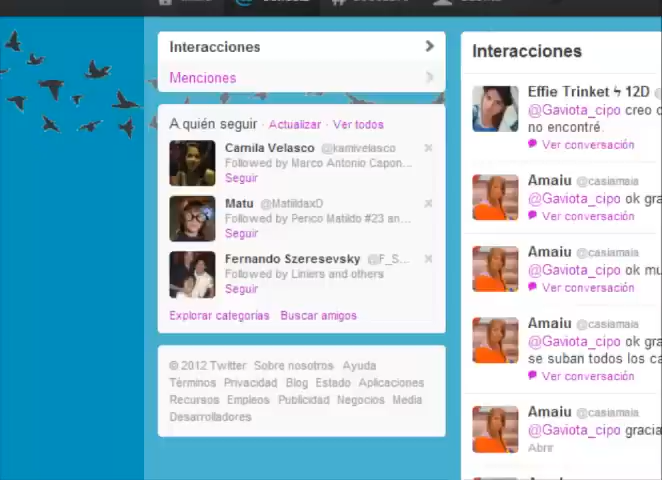 Interacciones
Menciones
A quién seguir · Actualizar · Ver todos
Camila Velasco @kamivelasco
Followed by Marco Antonio Capon...
Seguir
Matu @MatildaxD
Followed by Perico Matildo #23 an...
Seguir
Fernando Szeresevsky @F_S...
Followed by Liniers and others
Seguir
Explorar categorías Buscar amigos
© 2012 Twitter Sobre nosotros Ayuda
Términos Privacidad Blog Estado Aplicaciones
Recursos Empleos Publicidad Negocios Media
Desarrolladores
Interacciones
Effie Trinket ϟ 12D @
@Gaviota_cipo creo
no encontré.
Ver conversación
Amaiu @casiamaia
@Gaviota_cipo ok gra
Ver conversación
Amaiu @casiamaia
@Gaviota_cipo ok mu
Ver conversación
Amaiu @casiamaia
@Gaviota_cipo ok gra
se suban todos los ca
Ver conversación
Amaiu @casiamaia
@Gaviota_cipo gracia
Abrir